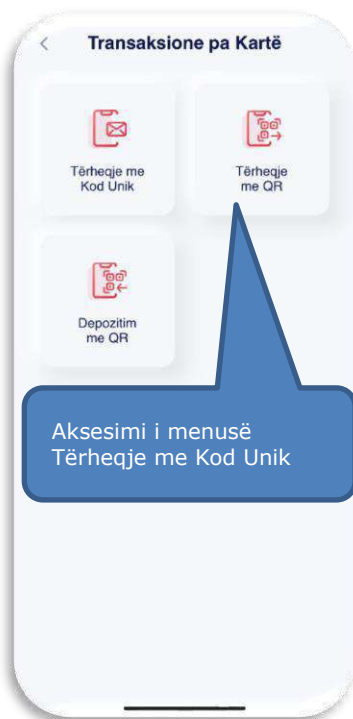 Transaksione pa Kartë
Tërheqje me
Kod Unik
Tërheqje
me QR
Depozitim
me QR
Aksesimi i menusë
Tërheqje me Kod Unik